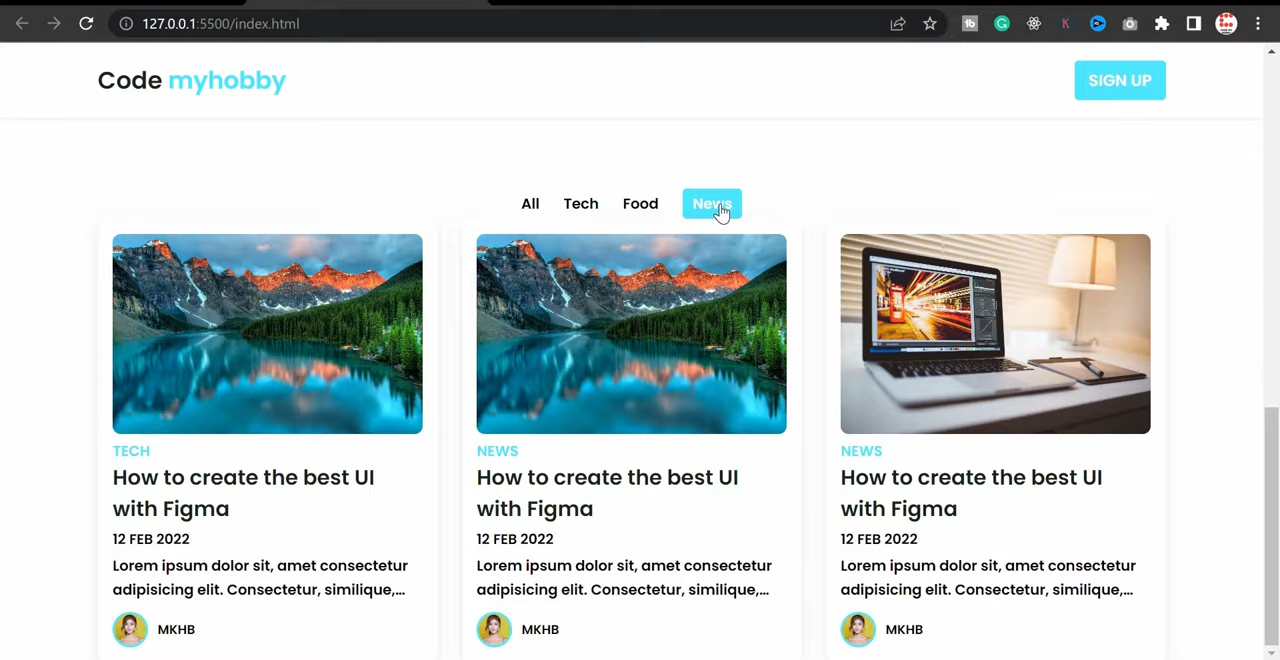 127.0.0.1:5500/index.html
Code myhobby
SIGN UP
All Tech Food News
TECH
How to create the best UI
with Figma
12 FEB 2022
Lorem ipsum dolor sit, amet consectetur
adipisicing elit. Consectetur, similique,...
MKHB
NEWS
How to create the best UI
with Figma
12 FEB 2022
Lorem ipsum dolor sit, amet consectetur
adipisicing elit. Consectetur, similique,...
MKHB
NEWS
How to create the best UI
with Figma
12 FEB 2022
Lorem ipsum dolor sit, amet consectetur
adipisicing elit. Consectetur, similique,...
MKHB